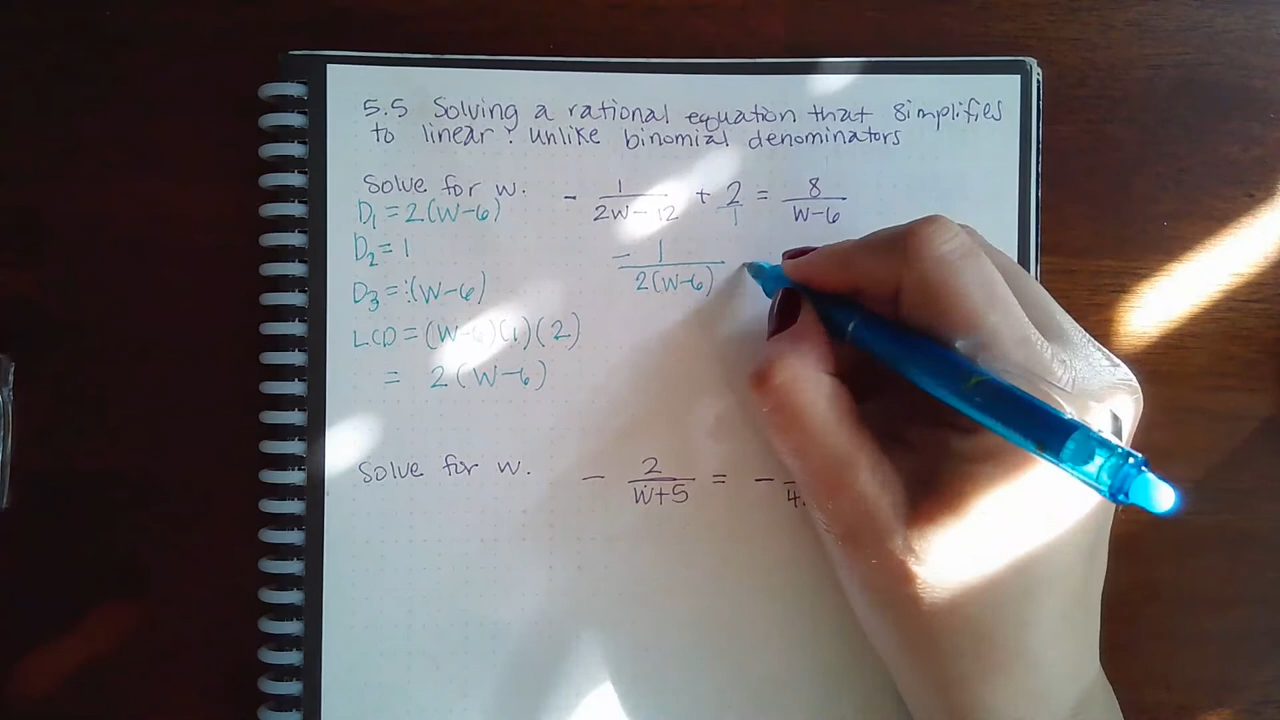 5.5 Solving a rational equation that simplifies
to linear: unlike binomial denominators
Solve for w. - 1/(2w-12) + 2/1 = 8/(w-6)
D₁ = 2(w-6)
- 1/(2(w-6))
D₂ = 1
D₃ = (w-6)
LCD = (w-6)(1)(2)
= 2(w-6)
Solve for w. - 2/(w+5) = -
4